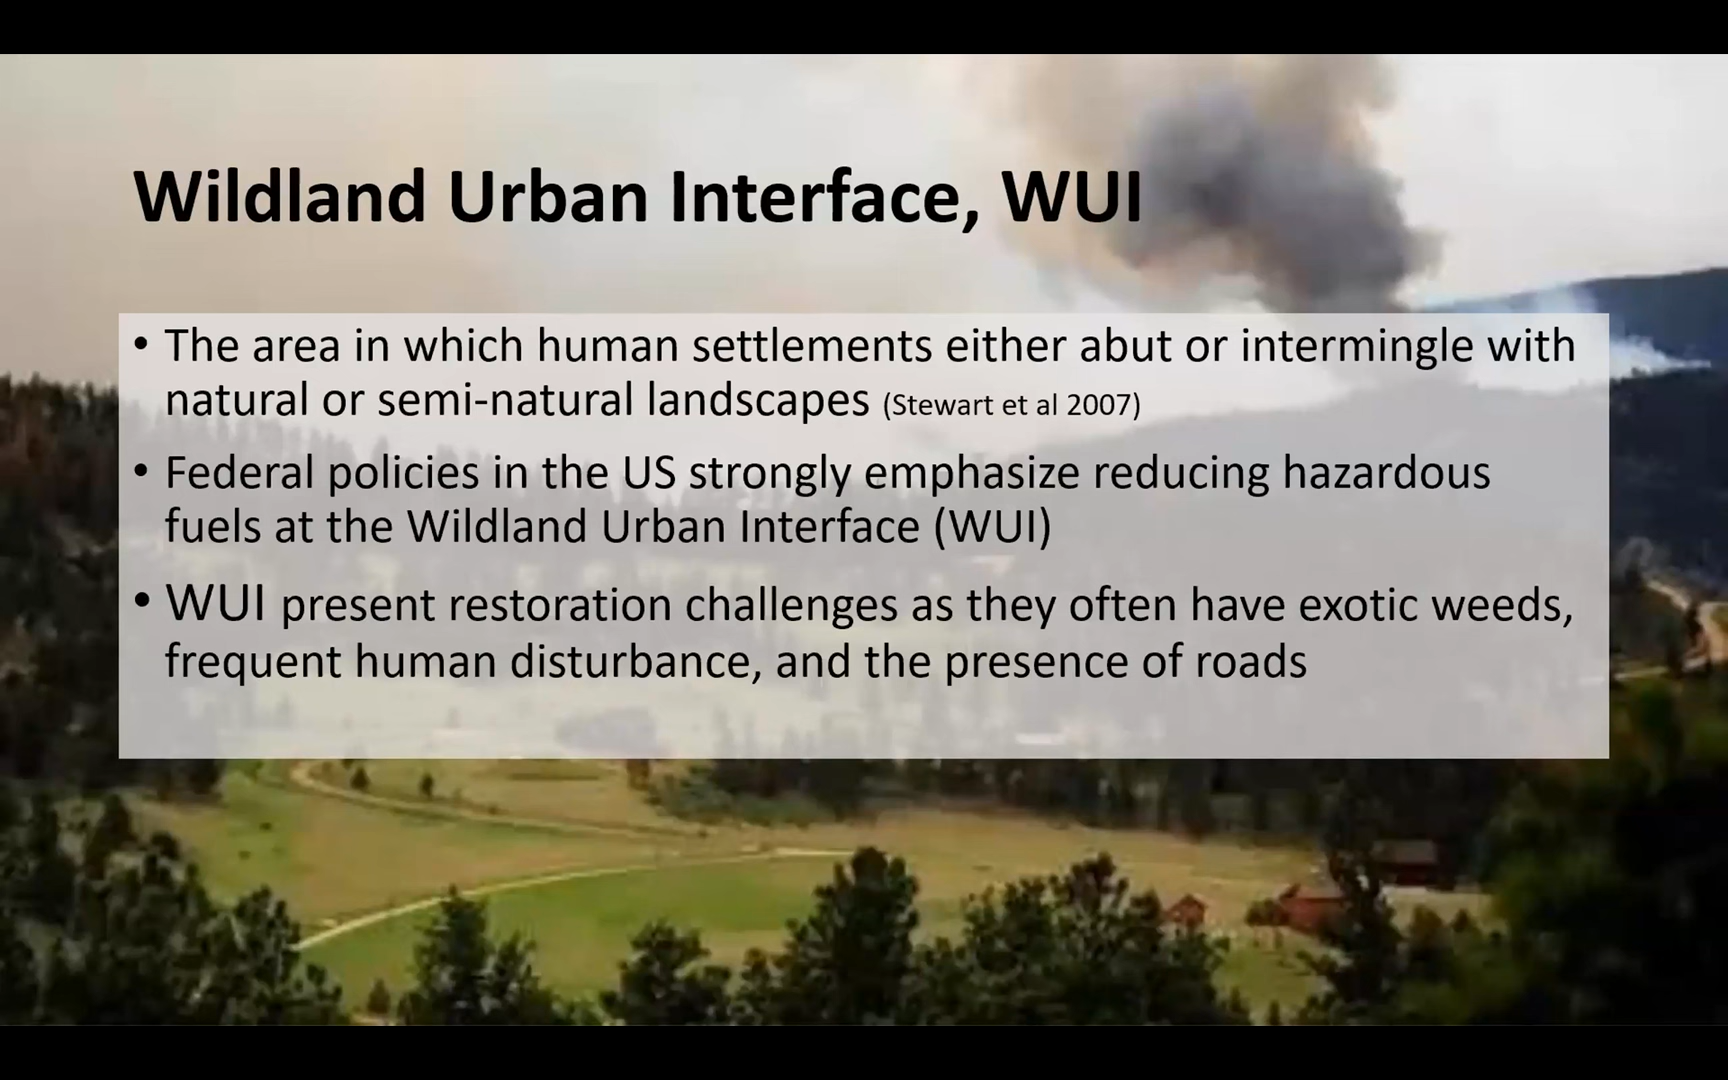 Wildland Urban Interface, WUI
• The area in which human settlements either abut or intermingle with
natural or semi-natural landscapes (Stewart et al 2007)
• Federal policies in the US strongly emphasize reducing hazardous
fuels at the Wildland Urban Interface (WUI)
• WUI present restoration challenges as they often have exotic weeds,
frequent human disturbance, and the presence of roads